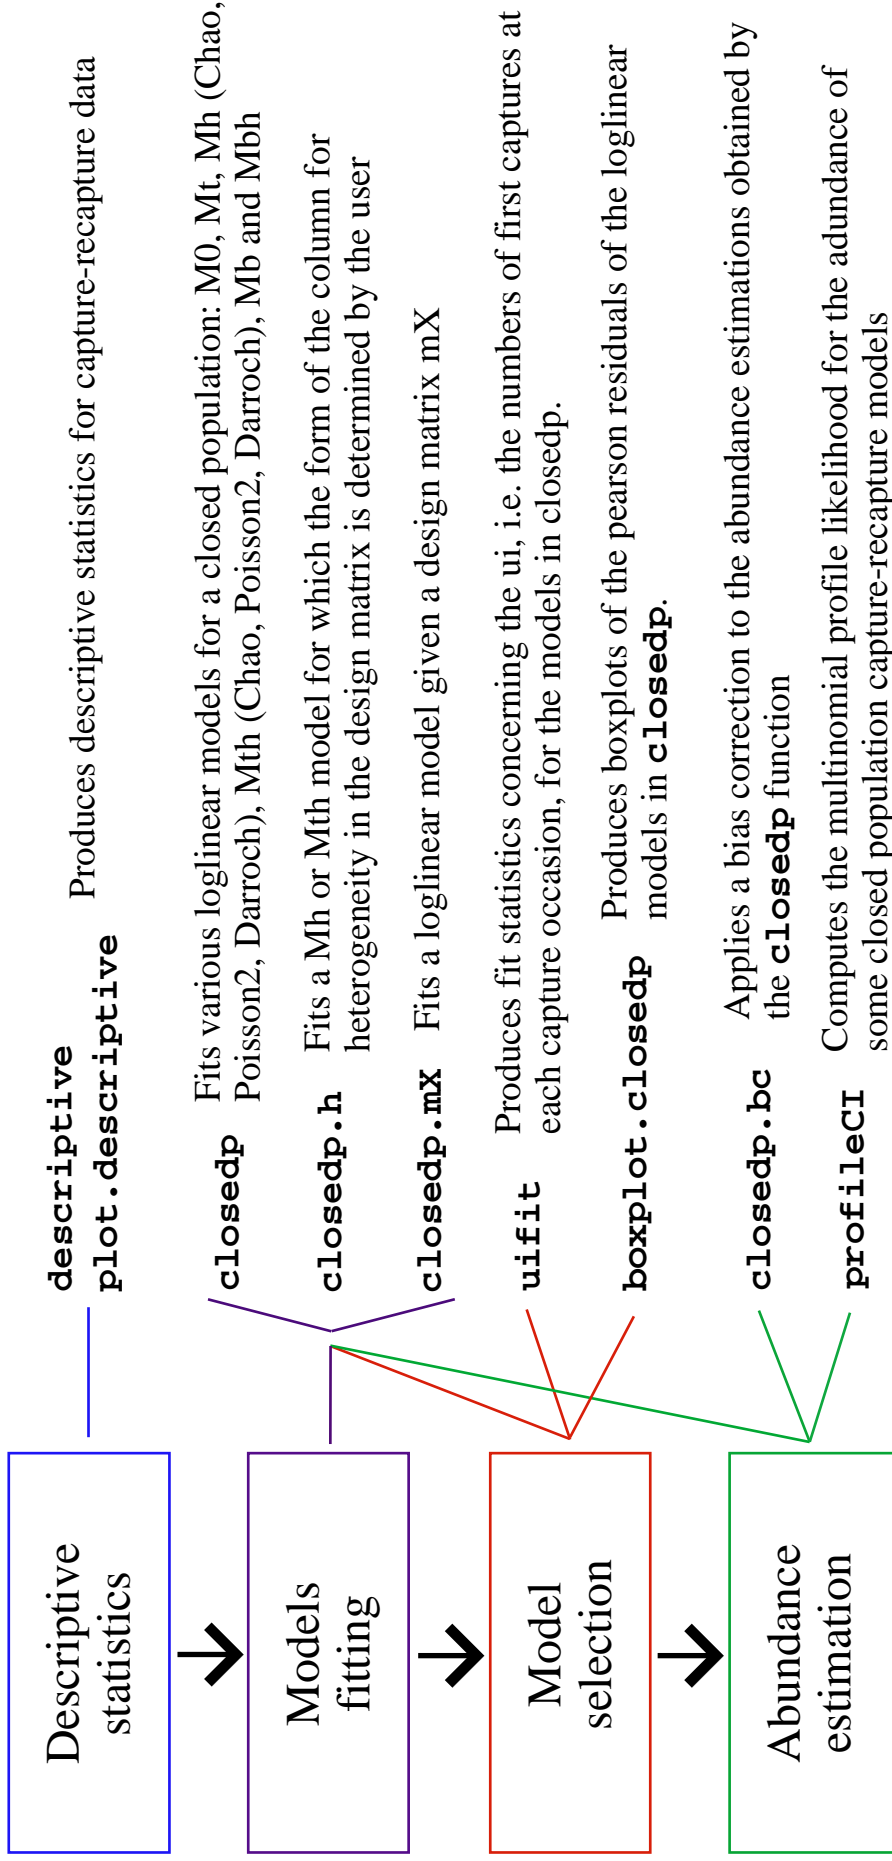 Descriptive
statistics
descriptive
plot.descriptive
Produces descriptive statistics for capture-recapture data
Models
fitting
closedp
Fits various loglinear models for a closed population: M0, Mt, Mh (Chao,
Poisson2, Darroch), Mth (Chao, Poisson2, Darroch), Mb and Mbh
closedp.h
Fits a Mh or Mth model for which the form of the column for
heterogeneity in the design matrix is determined by the user
closedp.mX
Fits a loglinear model given a design matrix mX
Model
selection
uifit
Produces fit statistics concerning the ui, i.e. the numbers of first captures at
each capture occasion, for the models in closedp.
boxplot.closedp
Produces boxplots of the pearson residuals of the loglinear
models in closedp.
Abundance
estimation
closedp.bc
Applies a bias correction to the abundance estimations obtained by
the closedp function
profileCI
Computes the multinomial profile likelihood for the adundance of
some closed population capture-recapture models